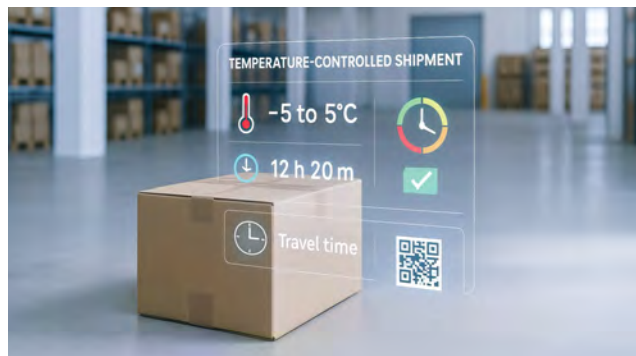 TEMPERATURE-CONTROLLED SHIPMENT
-5 to 5°C
12 h 20 m
Travel time